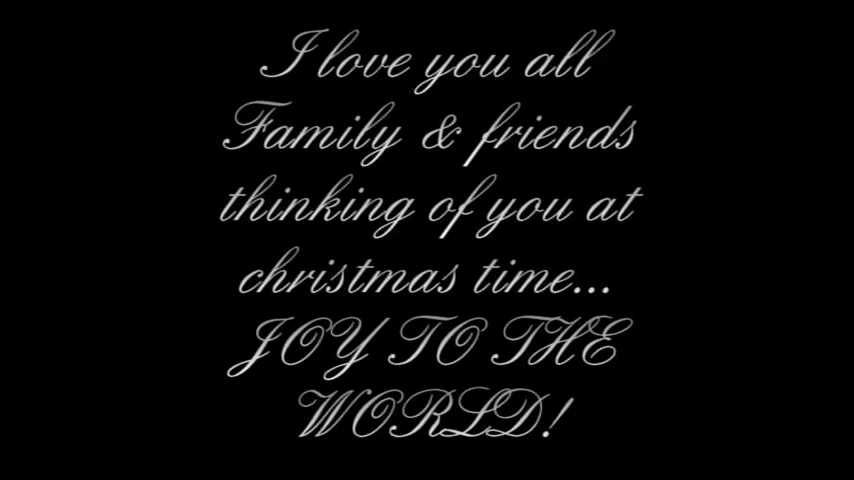 I love you all
Family & friends
thinking of you at
christmas time...
JOY TO THE
WORLD!